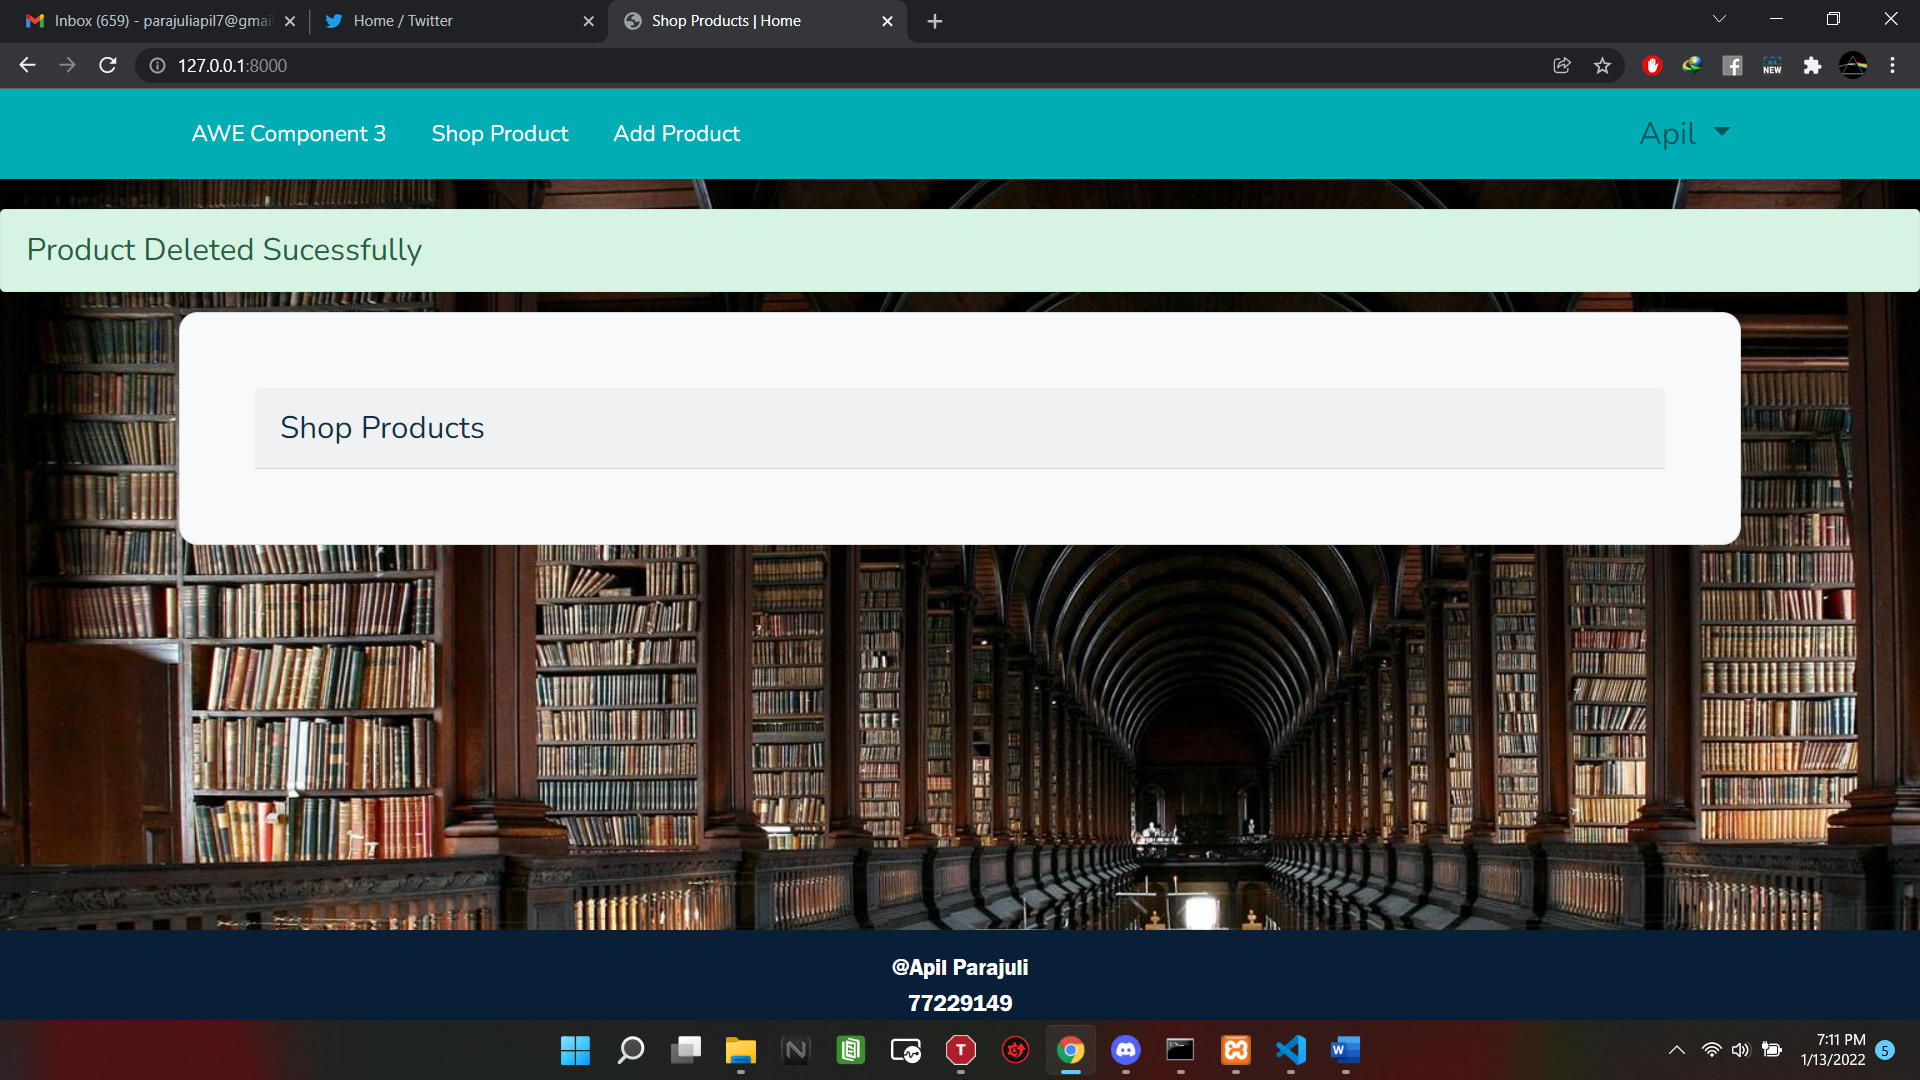 Inbox (659) - parajuliapil7@gmai
Home / Twitter
Shop Products | Home
127.0.0.1:8000
NEW
AWE Component 3
Shop Product
Add Product
Apil
Product Deleted Sucessfully
Shop Products
@Apil Parajuli
77229149
7:11 PM
1/13/2022
5